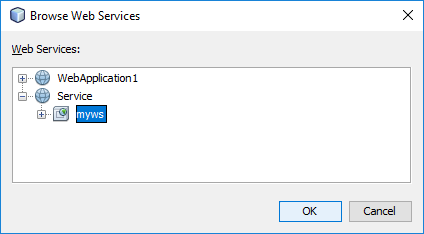 Browse Web Services
Web Services:
WebApplication1
Service
myws
OK
Cancel